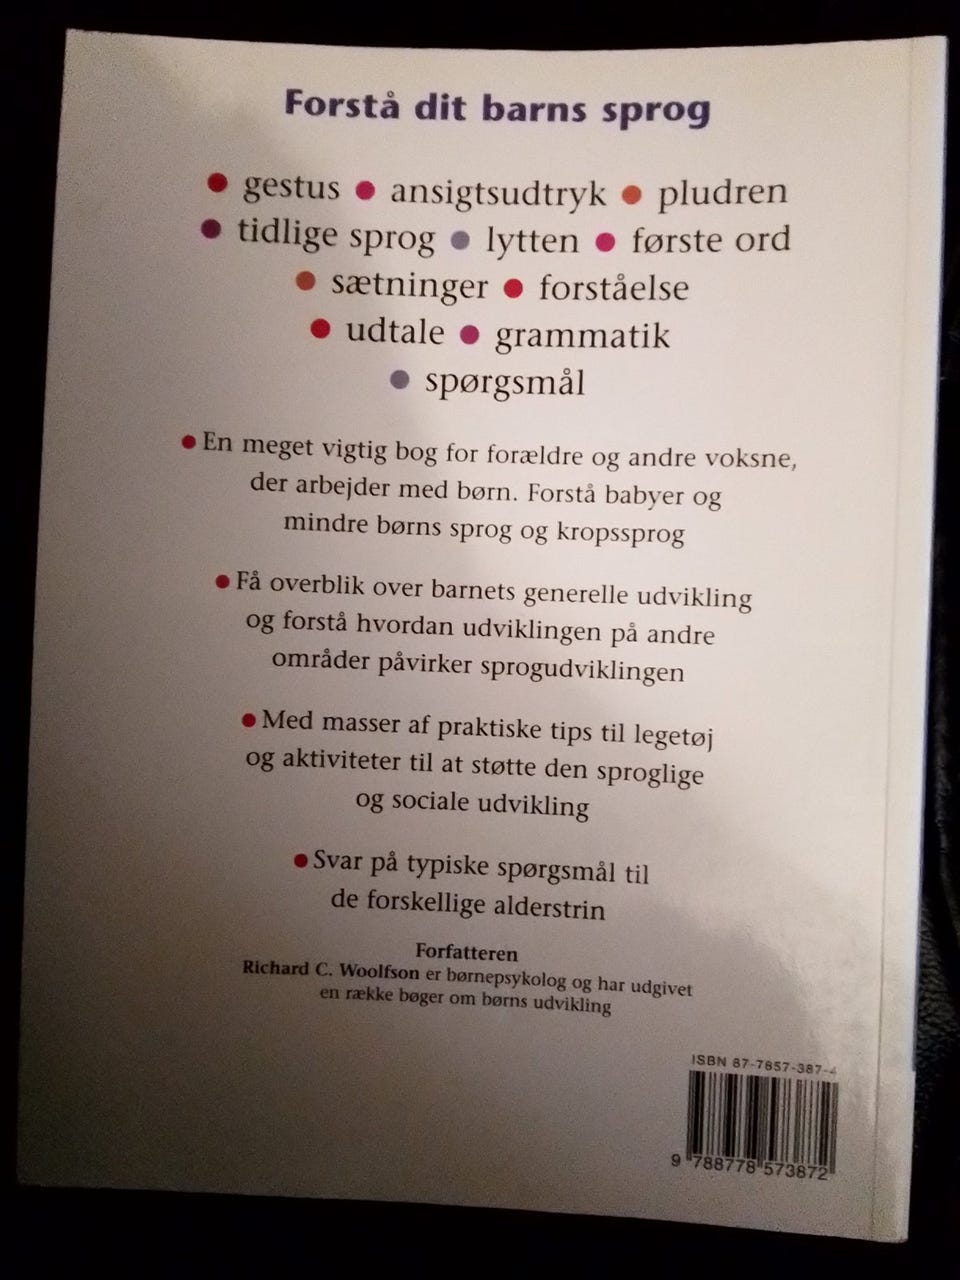 Forstå dit barns sprog
• gestus • ansigtsudtryk • pludren
• tidlige sprog • lytten • første ord
• sætninger • forståelse
• udtale • grammatik
• spørgsmål
• En meget vigtig bog for forældre og andre voksne,
der arbejder med børn. Forstå babyer og
mindre børns sprog og kropssprog
• Få overblik over barnets generelle udvikling
og forstå hvordan udviklingen på andre
områder påvirker sprogudviklingen
• Med masser af praktiske tips til legetøj
og aktiviteter til at støtte den sproglige
og sociale udvikling
• Svar på typiske spørgsmål til
de forskellige alderstrin
Forfatteren
Richard C. Woolfson er børnepsykolog og har udgivet
en række bøger om børns udvikling
ISBN 87-7857-387-4
9 788778 573872